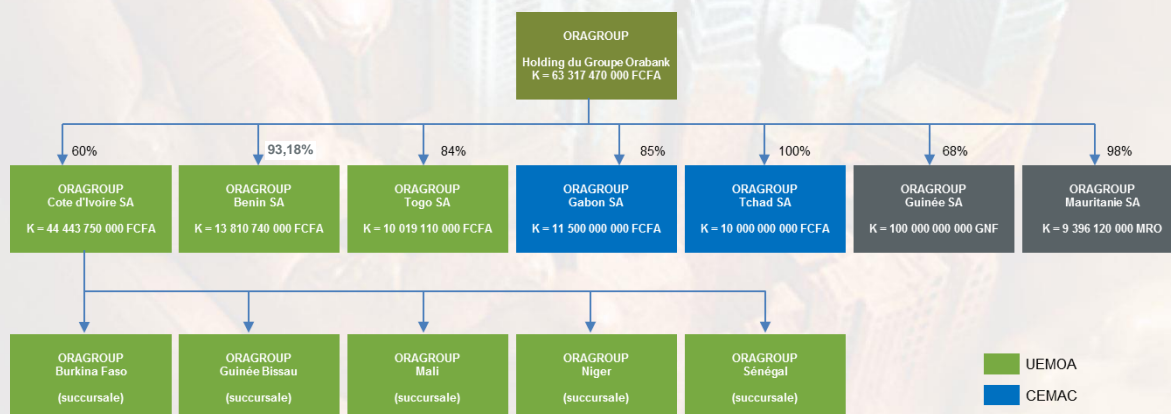 ORAGROUP
Holding du Groupe Orabank
K = 63 317 470 000 FCFA
60%
93,18%
84%
85%
100%
68%
98%
ORAGROUP
Cote d'Ivoire SA
K = 44 443 750 000 FCFA
ORAGROUP
Benin SA
K = 13 810 740 000 FCFA
ORAGROUP
Togo SA
K = 10 019 110 000 FCFA
ORAGROUP
Gabon SA
K = 11 500 000 000 FCFA
ORAGROUP
Tchad SA
K = 10 000 000 000 FCFA
ORAGROUP
Guinée SA
K = 100 000 000 000 GNF
ORAGROUP
Mauritanie SA
K = 9 396 120 000 MRO
ORAGROUP
Burkina Faso
(succursale)
ORAGROUP
Guinée Bissau
(succursale)
ORAGROUP
Mali
(succursale)
ORAGROUP
Niger
(succursale)
ORAGROUP
Sénégal
(succursale)
UEMOA
CEMAC